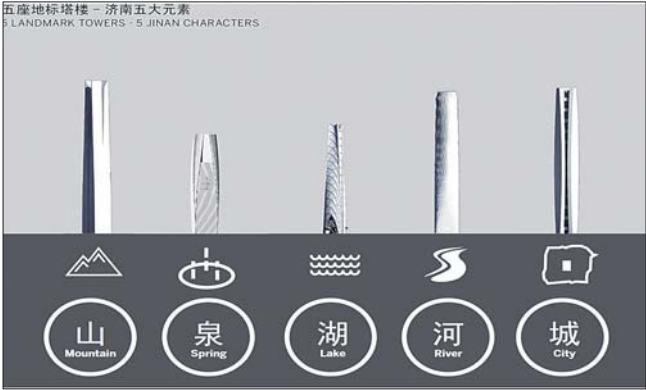 五座地标塔楼 – 济南五大元素
5 LANDMARK TOWERS · 5 JINAN CHARACTERS
山
Mountain
泉
Spring
湖
Lake
河
River
城
City